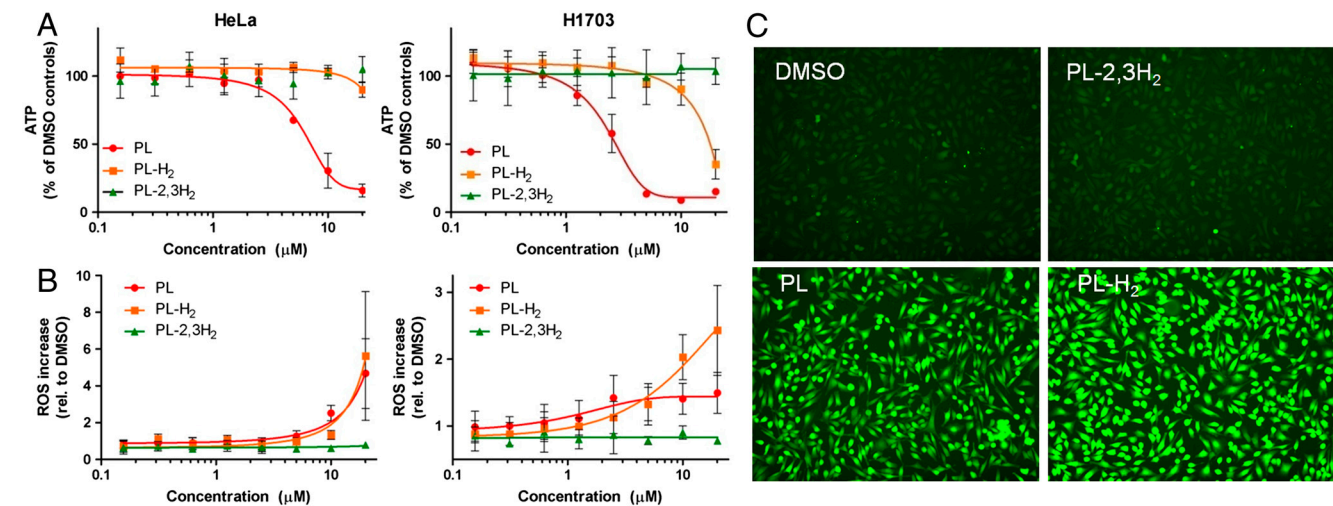 A
HeLa
ATP
(% of DMSO controls)
100
50
0
PL
PL-H₂
PL-2,3H₂
0.1
1
10
Concentration (μM)
H1703
ATP
(% of DMSO controls)
100
50
0
PL
PL-H₂
PL-2,3H₂
0.1
1
10
Concentration (μM)
B
ROS increase
(rel. to DMSO)
10
8
6
4
2
0
PL
PL-H₂
PL-2,3H₂
0.1
1
10
Concentration (μM)
ROS increase
(rel. to DMSO)
3
2
1
PL
PL-H₂
PL-2,3H₂
0.1
1
10
Concentration (μM)
C
DMSO
PL-2,3H₂
PL
PL-H₂